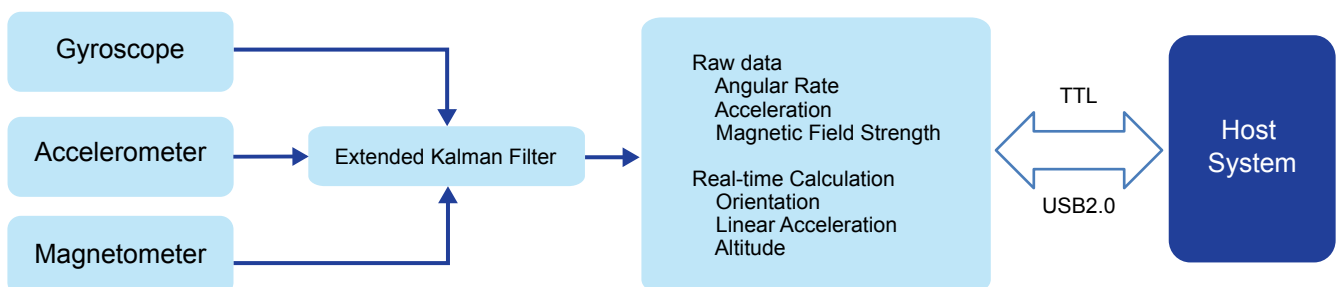 Gyroscope
Accelerometer
Magnetometer
Extended Kalman Filter
Raw data
Angular Rate
Acceleration
Magnetic Field Strength
Real-time Calculation
Orientation
Linear Acceleration
Altitude
TTL
USB2.0
Host
System